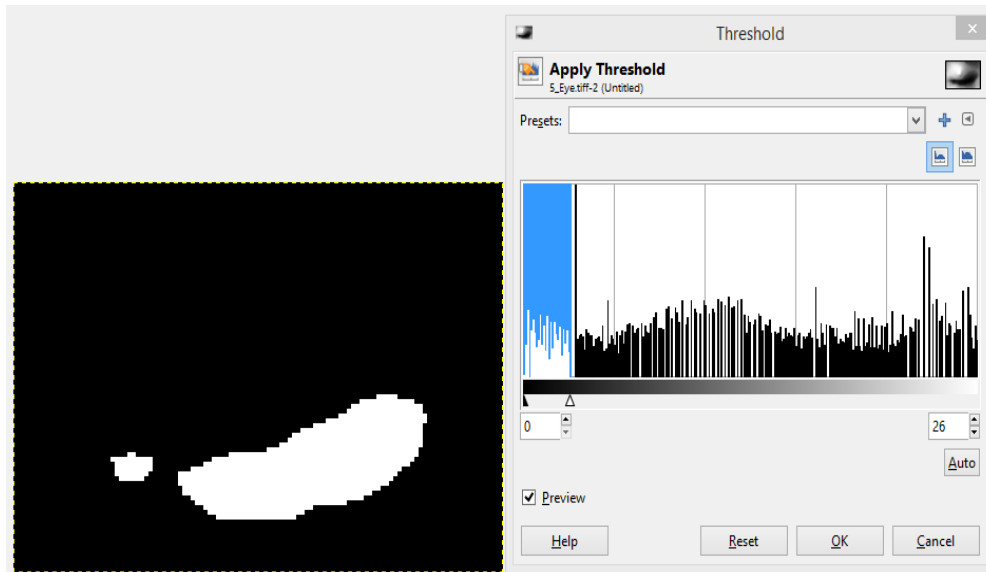 Threshold
x
Apply Threshold
5_Eye.tiff-2 (Untitled)
Presets:
0
26
Auto
Preview
Help
Reset
OK
Cancel